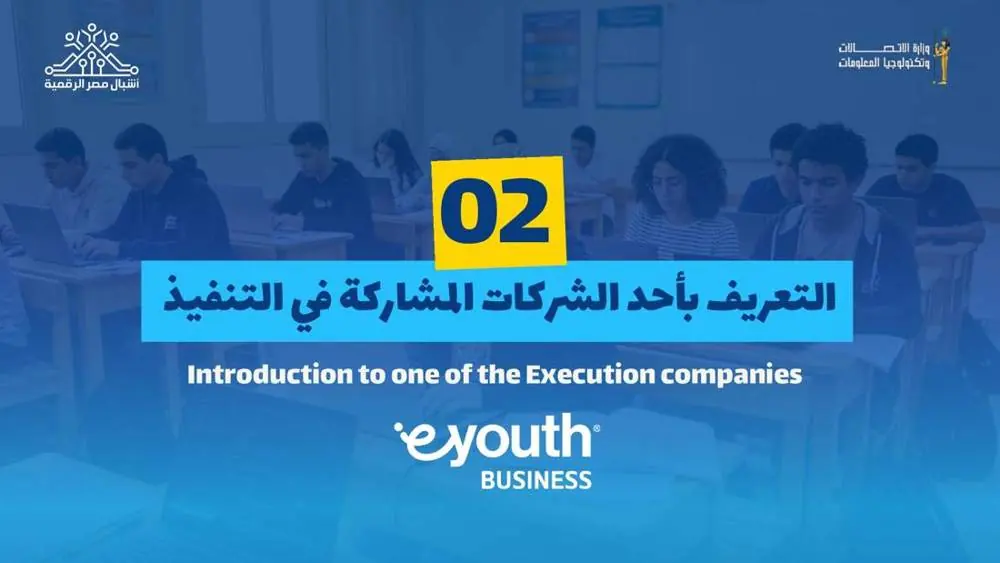 أشبال مصر الرقمية
وزارة الاتصـــالات
وتكنولوجيا المعلومات
02
التعريف بأحد الشركات المشاركة في التنفيذ
Introduction to one of the Execution companies
eyouth®
BUSINESS